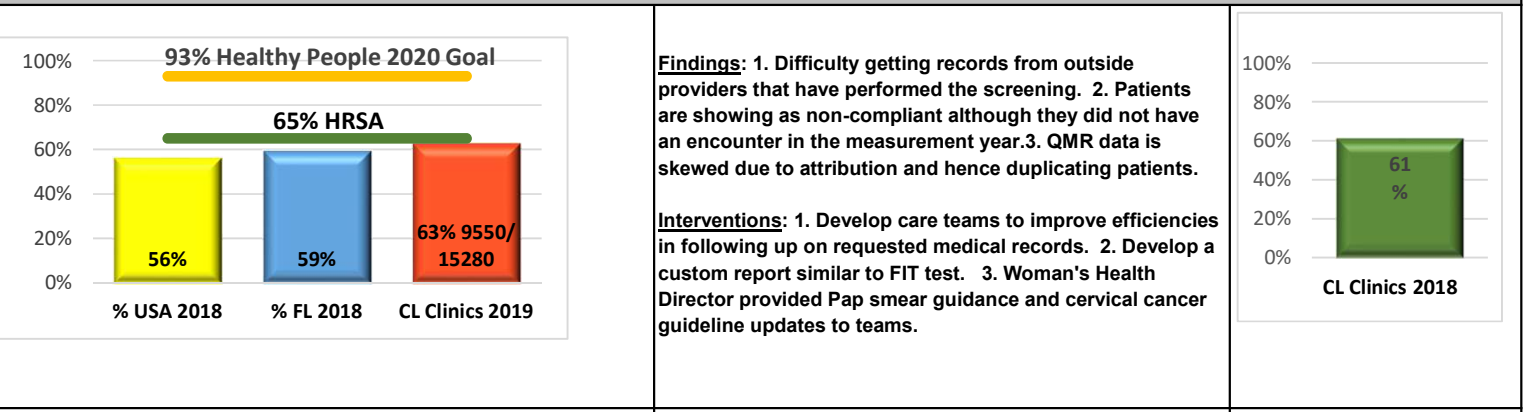 93% Healthy People 2020 Goal
100%
80%
65% HRSA
60%
40%
20%
0%
56%
59%
63% 9550/
15280
% USA 2018
% FL 2018
CL Clinics 2019
Findings: 1. Difficulty getting records from outside
providers that have performed the screening. 2. Patients
are showing as non-compliant although they did not have
an encounter in the measurement year.3. QMR data is
skewed due to attribution and hence duplicating patients.
Interventions: 1. Develop care teams to improve efficiencies
in following up on requested medical records. 2. Develop a
custom report similar to FIT test. 3. Woman's Health
Director provided Pap smear guidance and cervical cancer
guideline updates to teams.
100%
80%
60%
40%
20%
0%
61
%
CL Clinics 2018